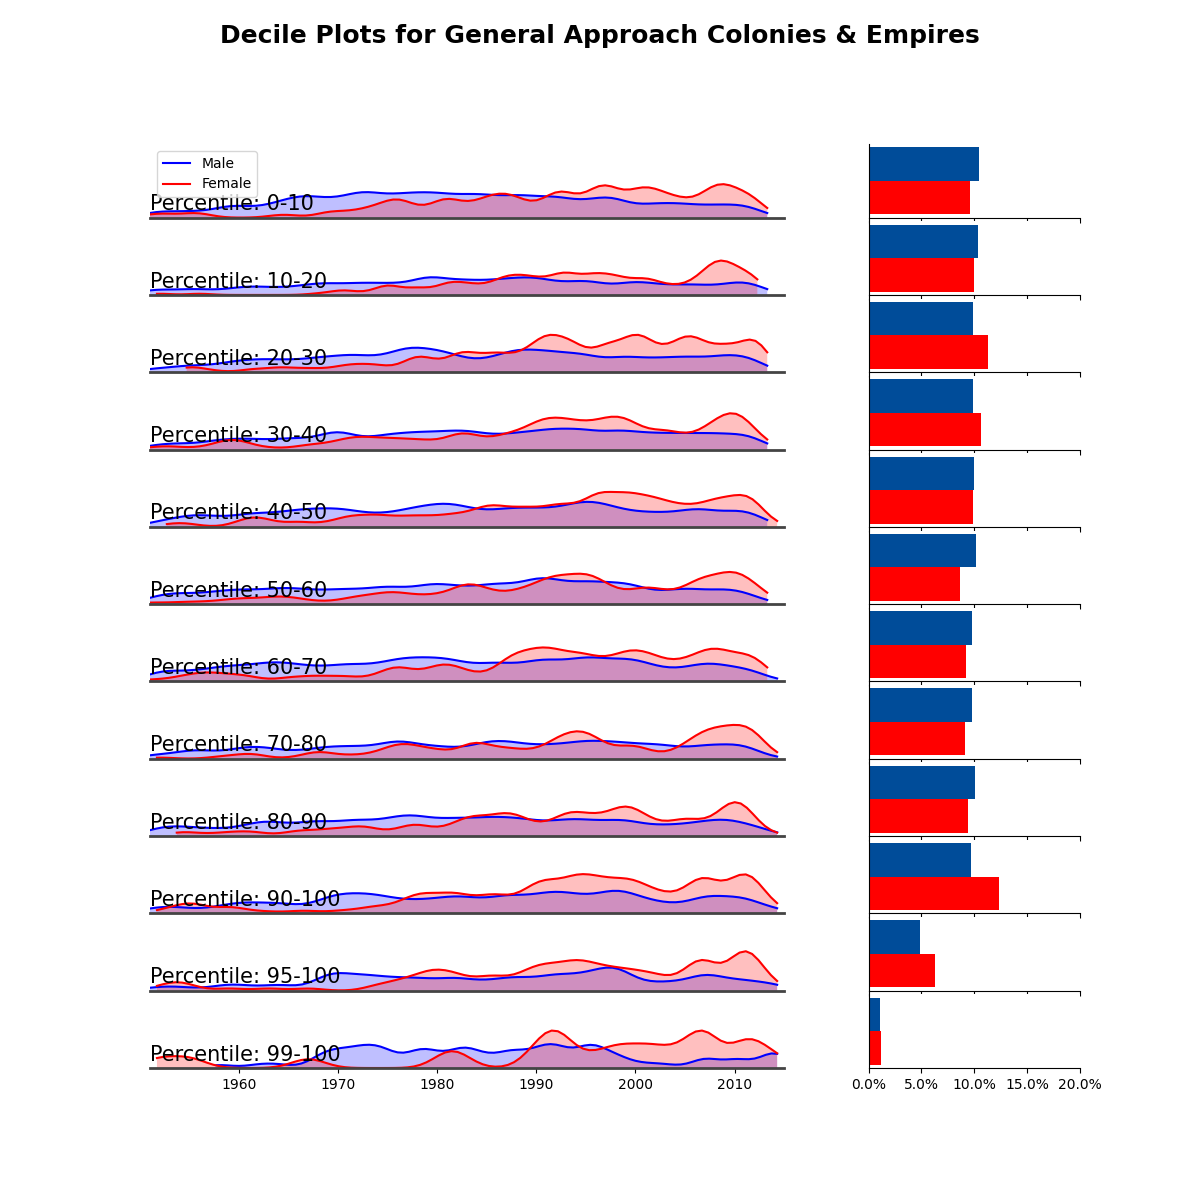 Decile Plots for General Approach Colonies & Empires
Male
Female
Percentile: 0-10
Percentile: 10-20
Percentile: 20-30
Percentile: 30-40
Percentile: 40-50
Percentile: 50-60
Percentile: 60-70
Percentile: 70-80
Percentile: 80-90
Percentile: 90-100
Percentile: 95-100
Percentile: 99-100
1960 1970 1980 1990 2000 2010
0.0% 5.0% 10.0% 15.0% 20.0%